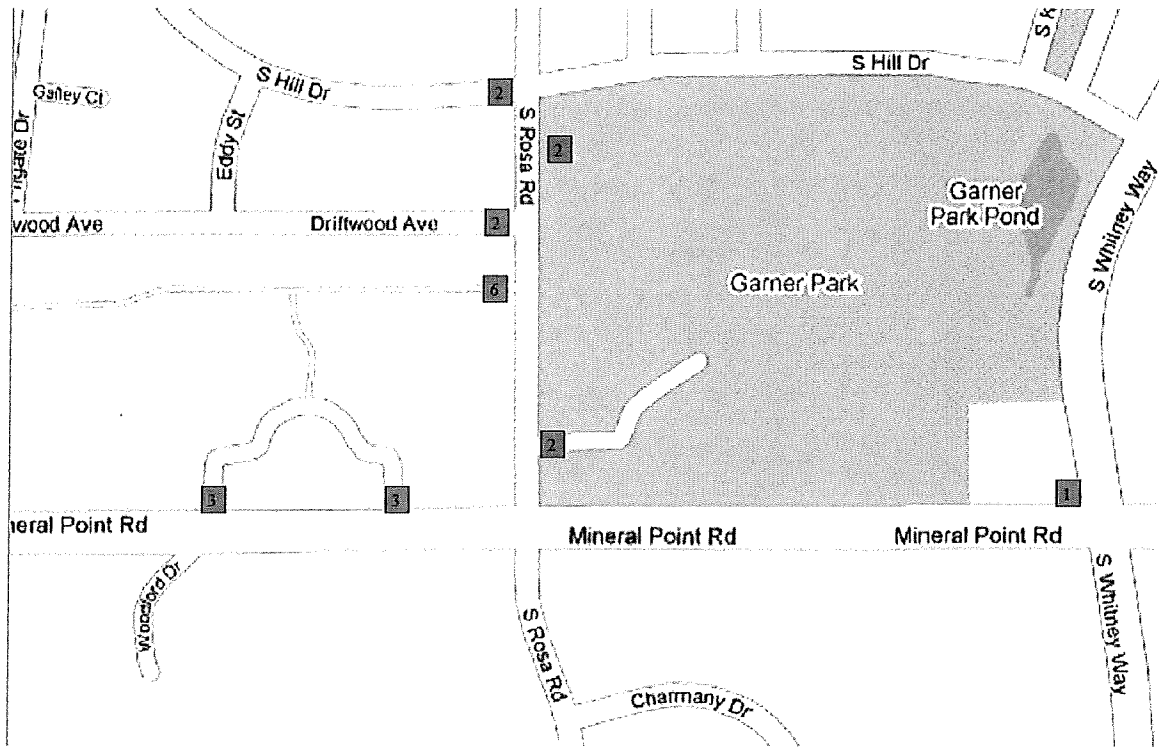 S Hill Dr
S Hill Dr
Gatley Ct
2
S Rosa Rd
Eddy St
2
Garner
Park Pond
S Whitney Way
wood Ave
Driftwood Ave
2
Garner Park
6
2
3
3
1
neral Point Rd
Mineral Point Rd
Mineral Point Rd
Woodford Dr
S Rosa Rd
S Whitney Way
Charmany Dr